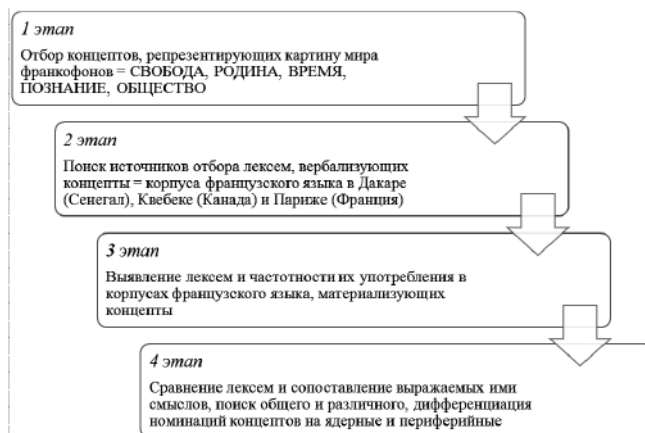 1 этап
Отбор концептов, репрезентирующих картину мира
франкофонов = СВОБОДА, РОДИНА, ВРЕМЯ,
ПОЗНАНИЕ, ОБЩЕСТВО
2 этап
Поиск источников отбора лексем, вербализующих
концепты = корпуса французского языка в Дакаре
(Сенегал), Квебеке (Канада) и Париже (Франция)
3 этап
Выявление лексем и частотности их употребления в
корпусах французского языка, материализующих
концепты
4 этап
Сравнение лексем и сопоставление выражаемых ими
смыслов, поиск общего и различного, дифференциация
номинаций концептов на ядерные и периферийные